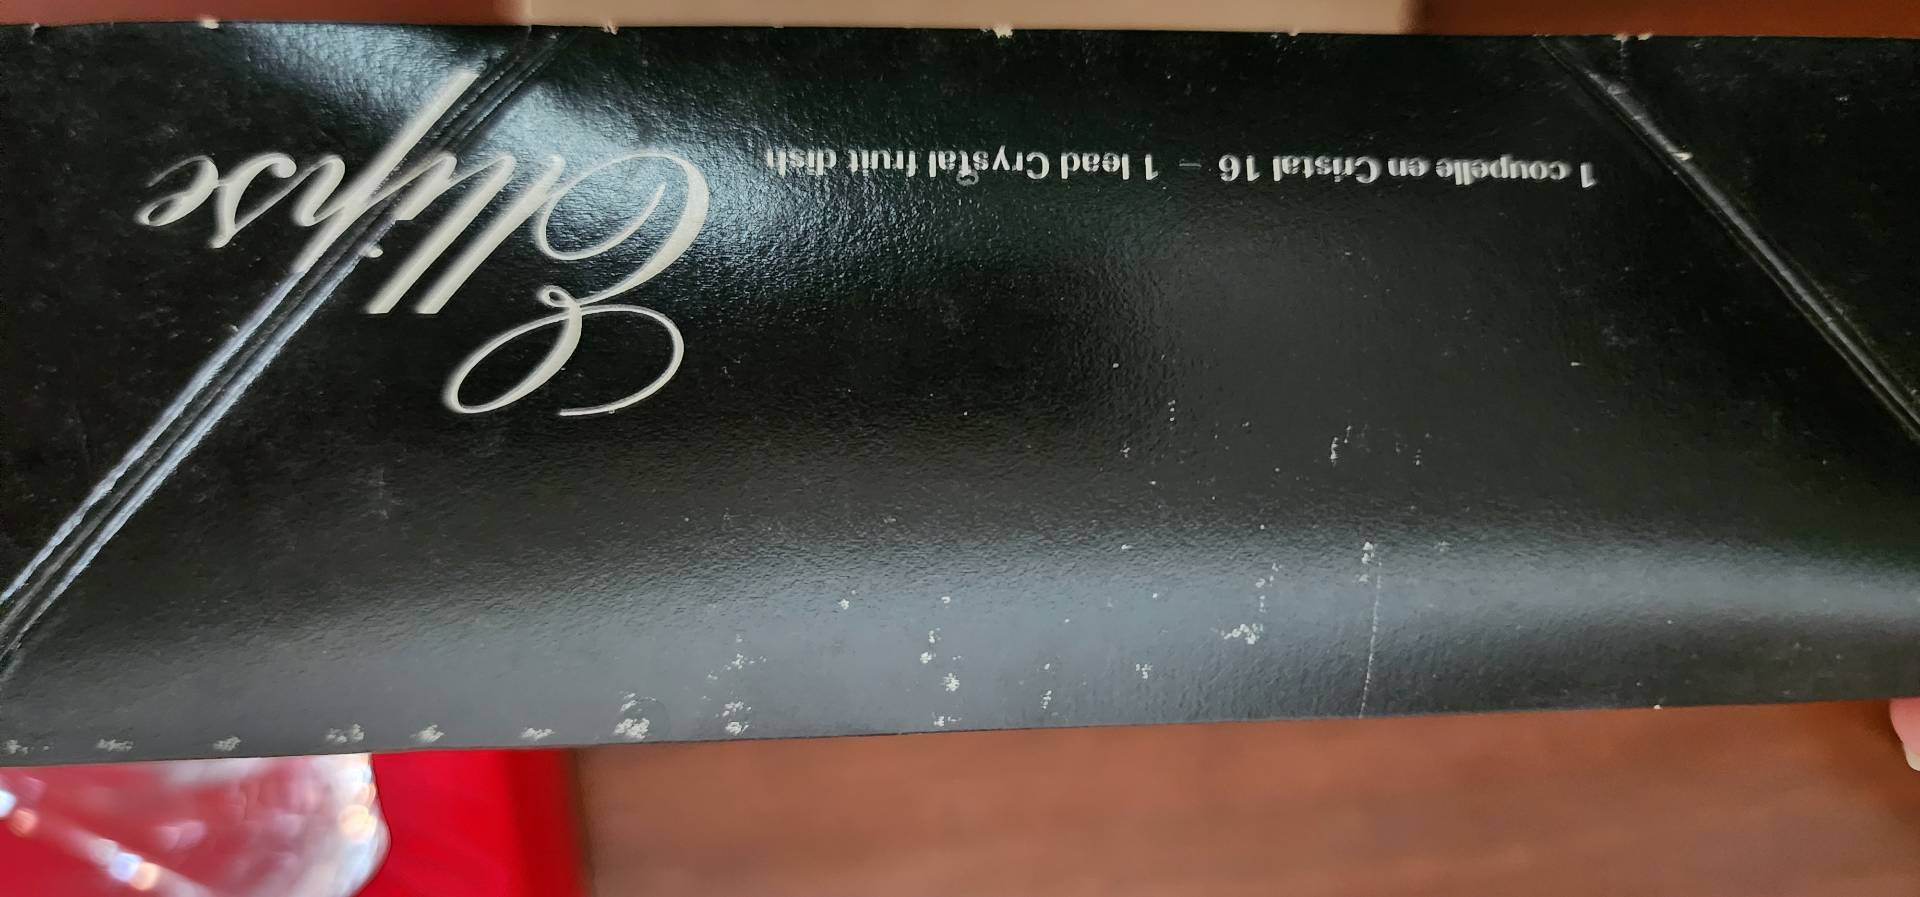 1 coupelle en Cristal 16 – 1 lead Crystal fruit dish
Ellipse